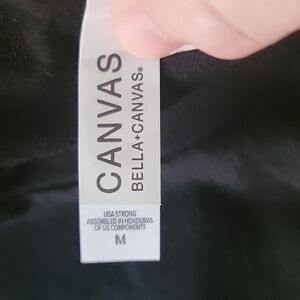 CANVAS
BELLA+CANVAS®
USA STRONG
ASSEMBLED IN HONDURAS
OF US COMPONENTS
M